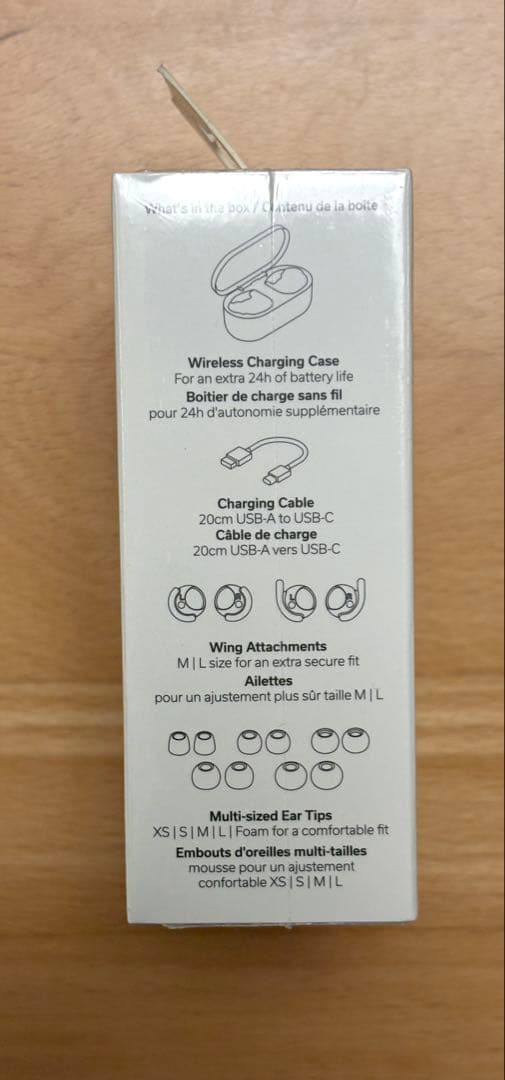 What's in the box / Contenu de la boîte
Wireless Charging Case
For an extra 24h of battery life
Boitier de charge sans fil
pour 24h d'autonomie supplémentaire
Charging Cable
20cm USB-A to USB-C
Câble de charge
20cm USB-A vers USB-C
Wing Attachments
M | L size for an extra secure fit
Ailettes
pour un ajustement plus sûr taille M | L
Multi-sized Ear Tips
XS | S | M | L | Foam for a comfortable fit
Embouts d'oreilles multi-tailles
mousse pour un ajustement
confortable XS | S | M | L